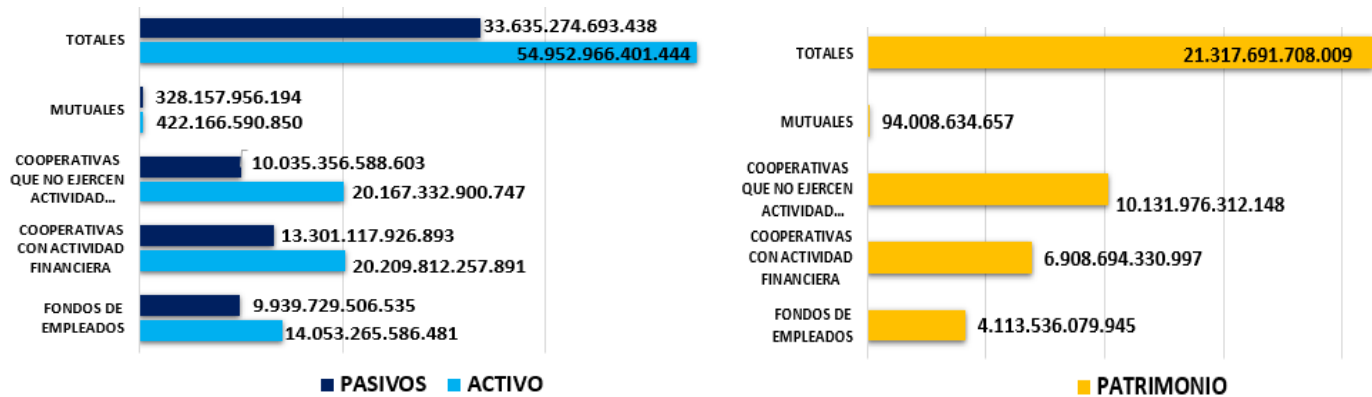 TOTALES
33.635.274.693.438
54.952.966.401.444
MUTUALES
328.157.956.194
422.166.590.850
COOPERATIVAS
QUE NO EJERCEN
ACTIVIDAD...
10.035.356.588.603
20.167.332.900.747
COOPERATIVAS
CON ACTIVIDAD
FINANCIERA
13.301.117.926.893
20.209.812.257.891
FONDOS DE
EMPLEADOS
9.939.729.506.535
14.053.265.586.481
PASIVOS ACTIVO
TOTALES
21.317.691.708.009
MUTUALES
94.008.634.657
COOPERATIVAS
QUE NO EJERCEN
ACTIVIDAD...
10.131.976.312.148
COOPERATIVAS
CON ACTIVIDAD
FINANCIERA
6.908.694.330.997
FONDOS DE
EMPLEADOS
4.113.536.079.945
PATRIMONIO